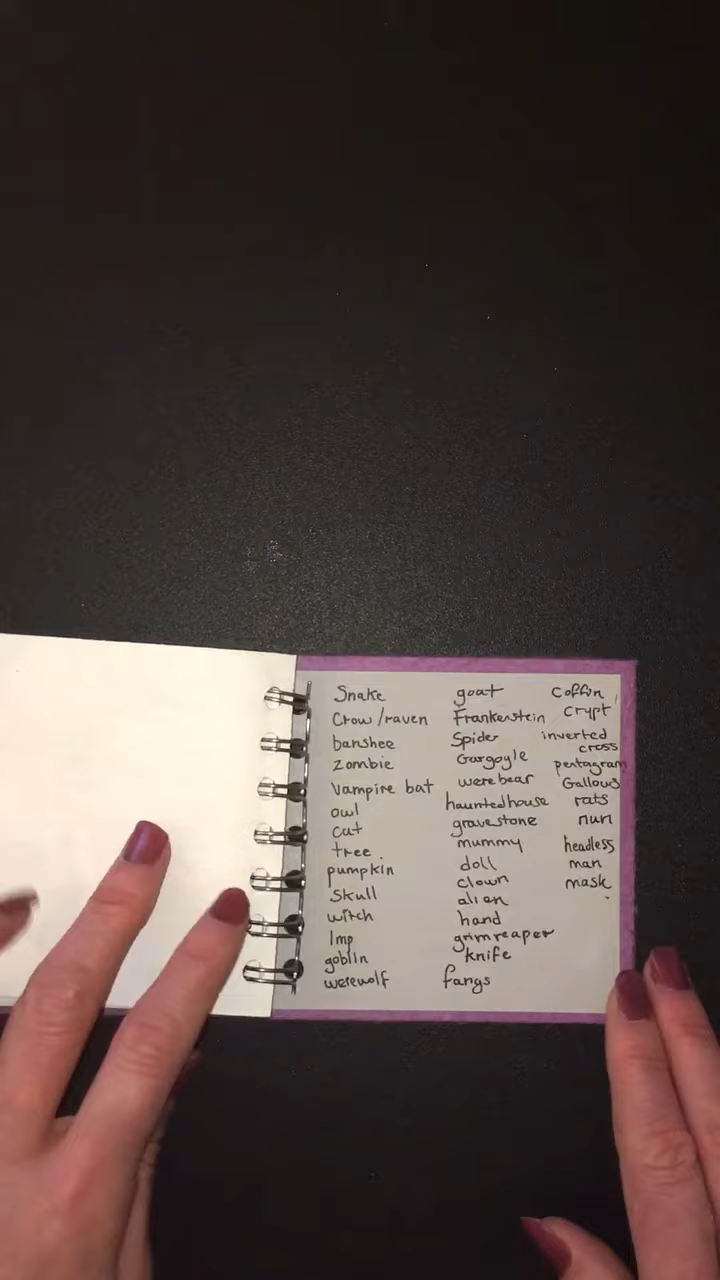 Snake
Crow/raven
banshee
zombie
Vampire bat
owl
cat
tree
pumpkin
Skull
witch
Imp
goblin
werewolf
goat
Frankenstein
Spider
Gargoyle
werebear
hauntedhouse
gravestone
mummy
doll
clown
alien
hand
grimreaper
knife
fangs
Coffin
crypt
inverted
cross
pentagram
Gallows
rats
nun
headless
man
mask